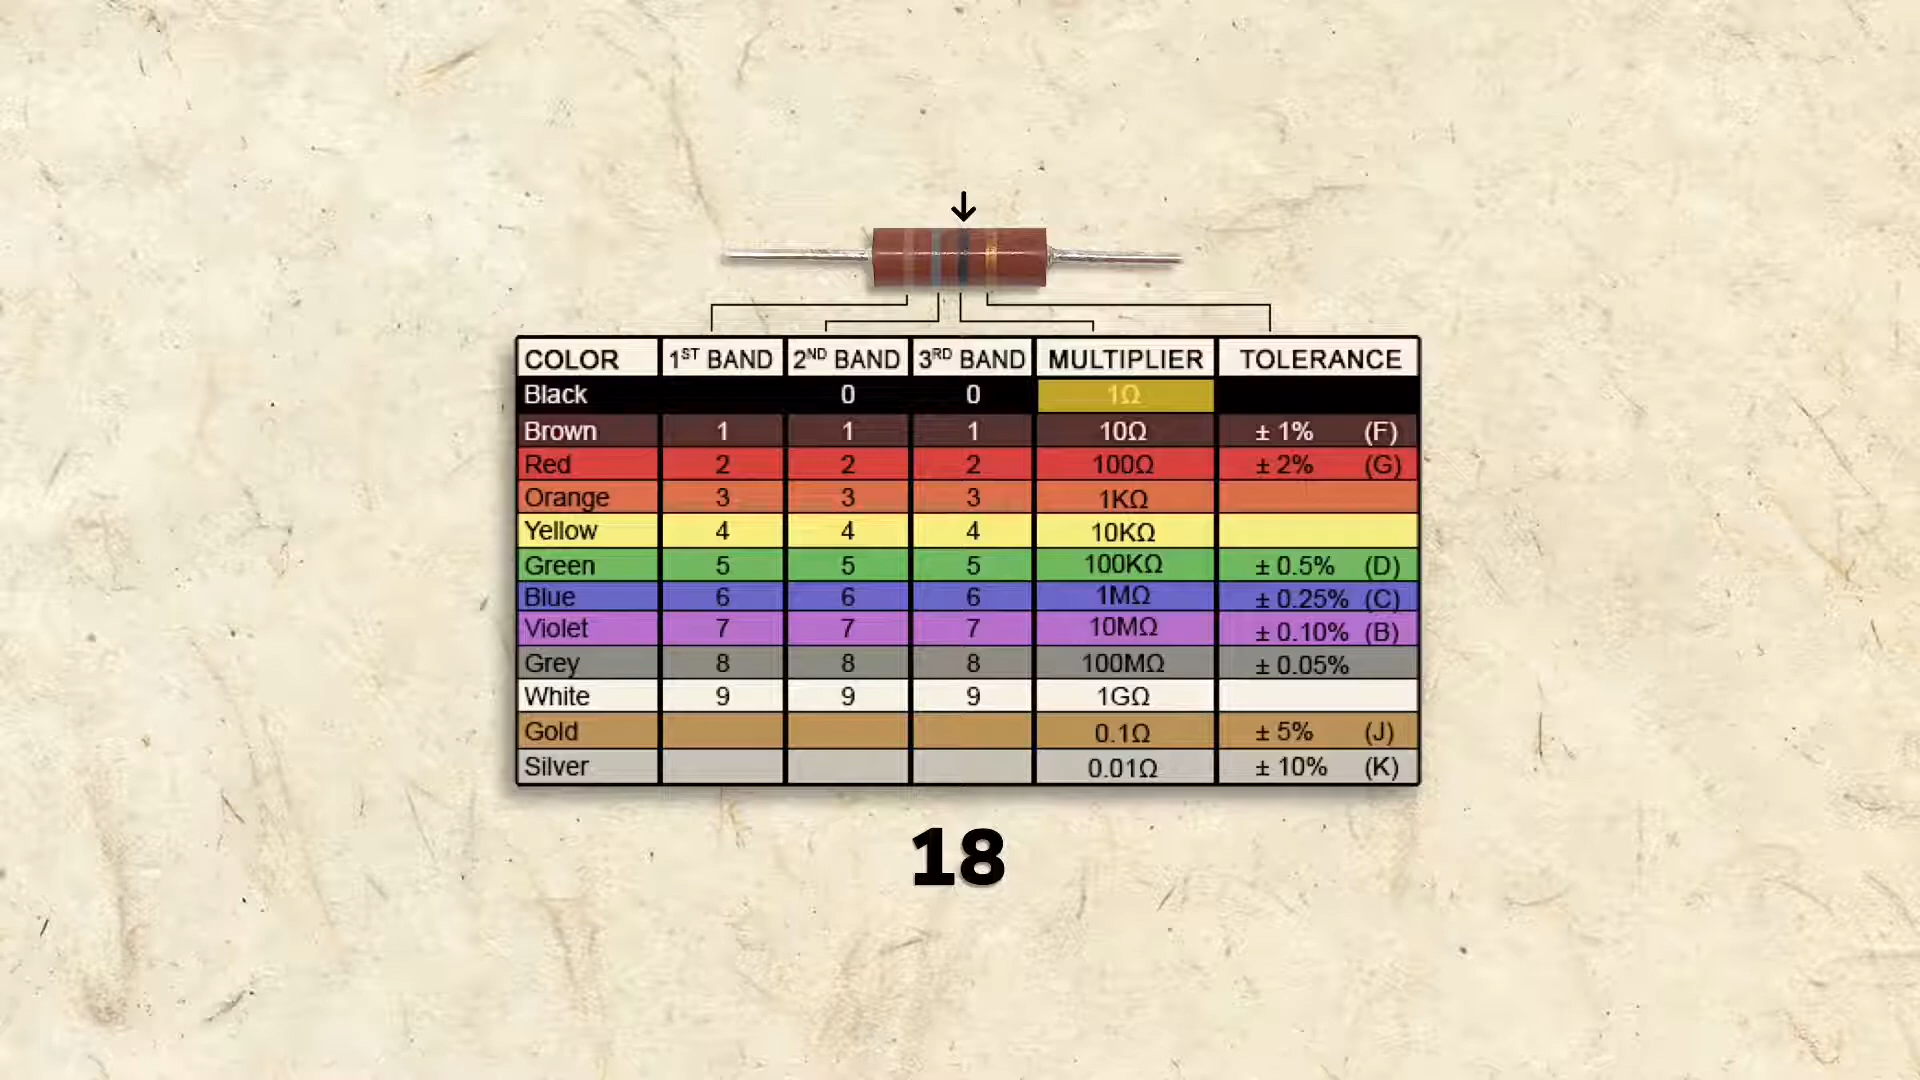 COLOR 1ST BAND 2ND BAND 3RD BAND MULTIPLIER TOLERANCE
Black 0 0 1Ω
Brown 1 1 1 10Ω ± 1% (F)
Red 2 2 2 100Ω ± 2% (G)
Orange 3 3 3 1KΩ
Yellow 4 4 4 10KΩ
Green 5 5 5 100KΩ ± 0.5% (D)
Blue 6 6 6 1MΩ ± 0.25% (C)
Violet 7 7 7 10MΩ ± 0.10% (B)
Grey 8 8 8 100MΩ ± 0.05%
White 9 9 9 1GΩ
Gold 0.1Ω ± 5% (J)
Silver 0.01Ω ± 10% (K)
18